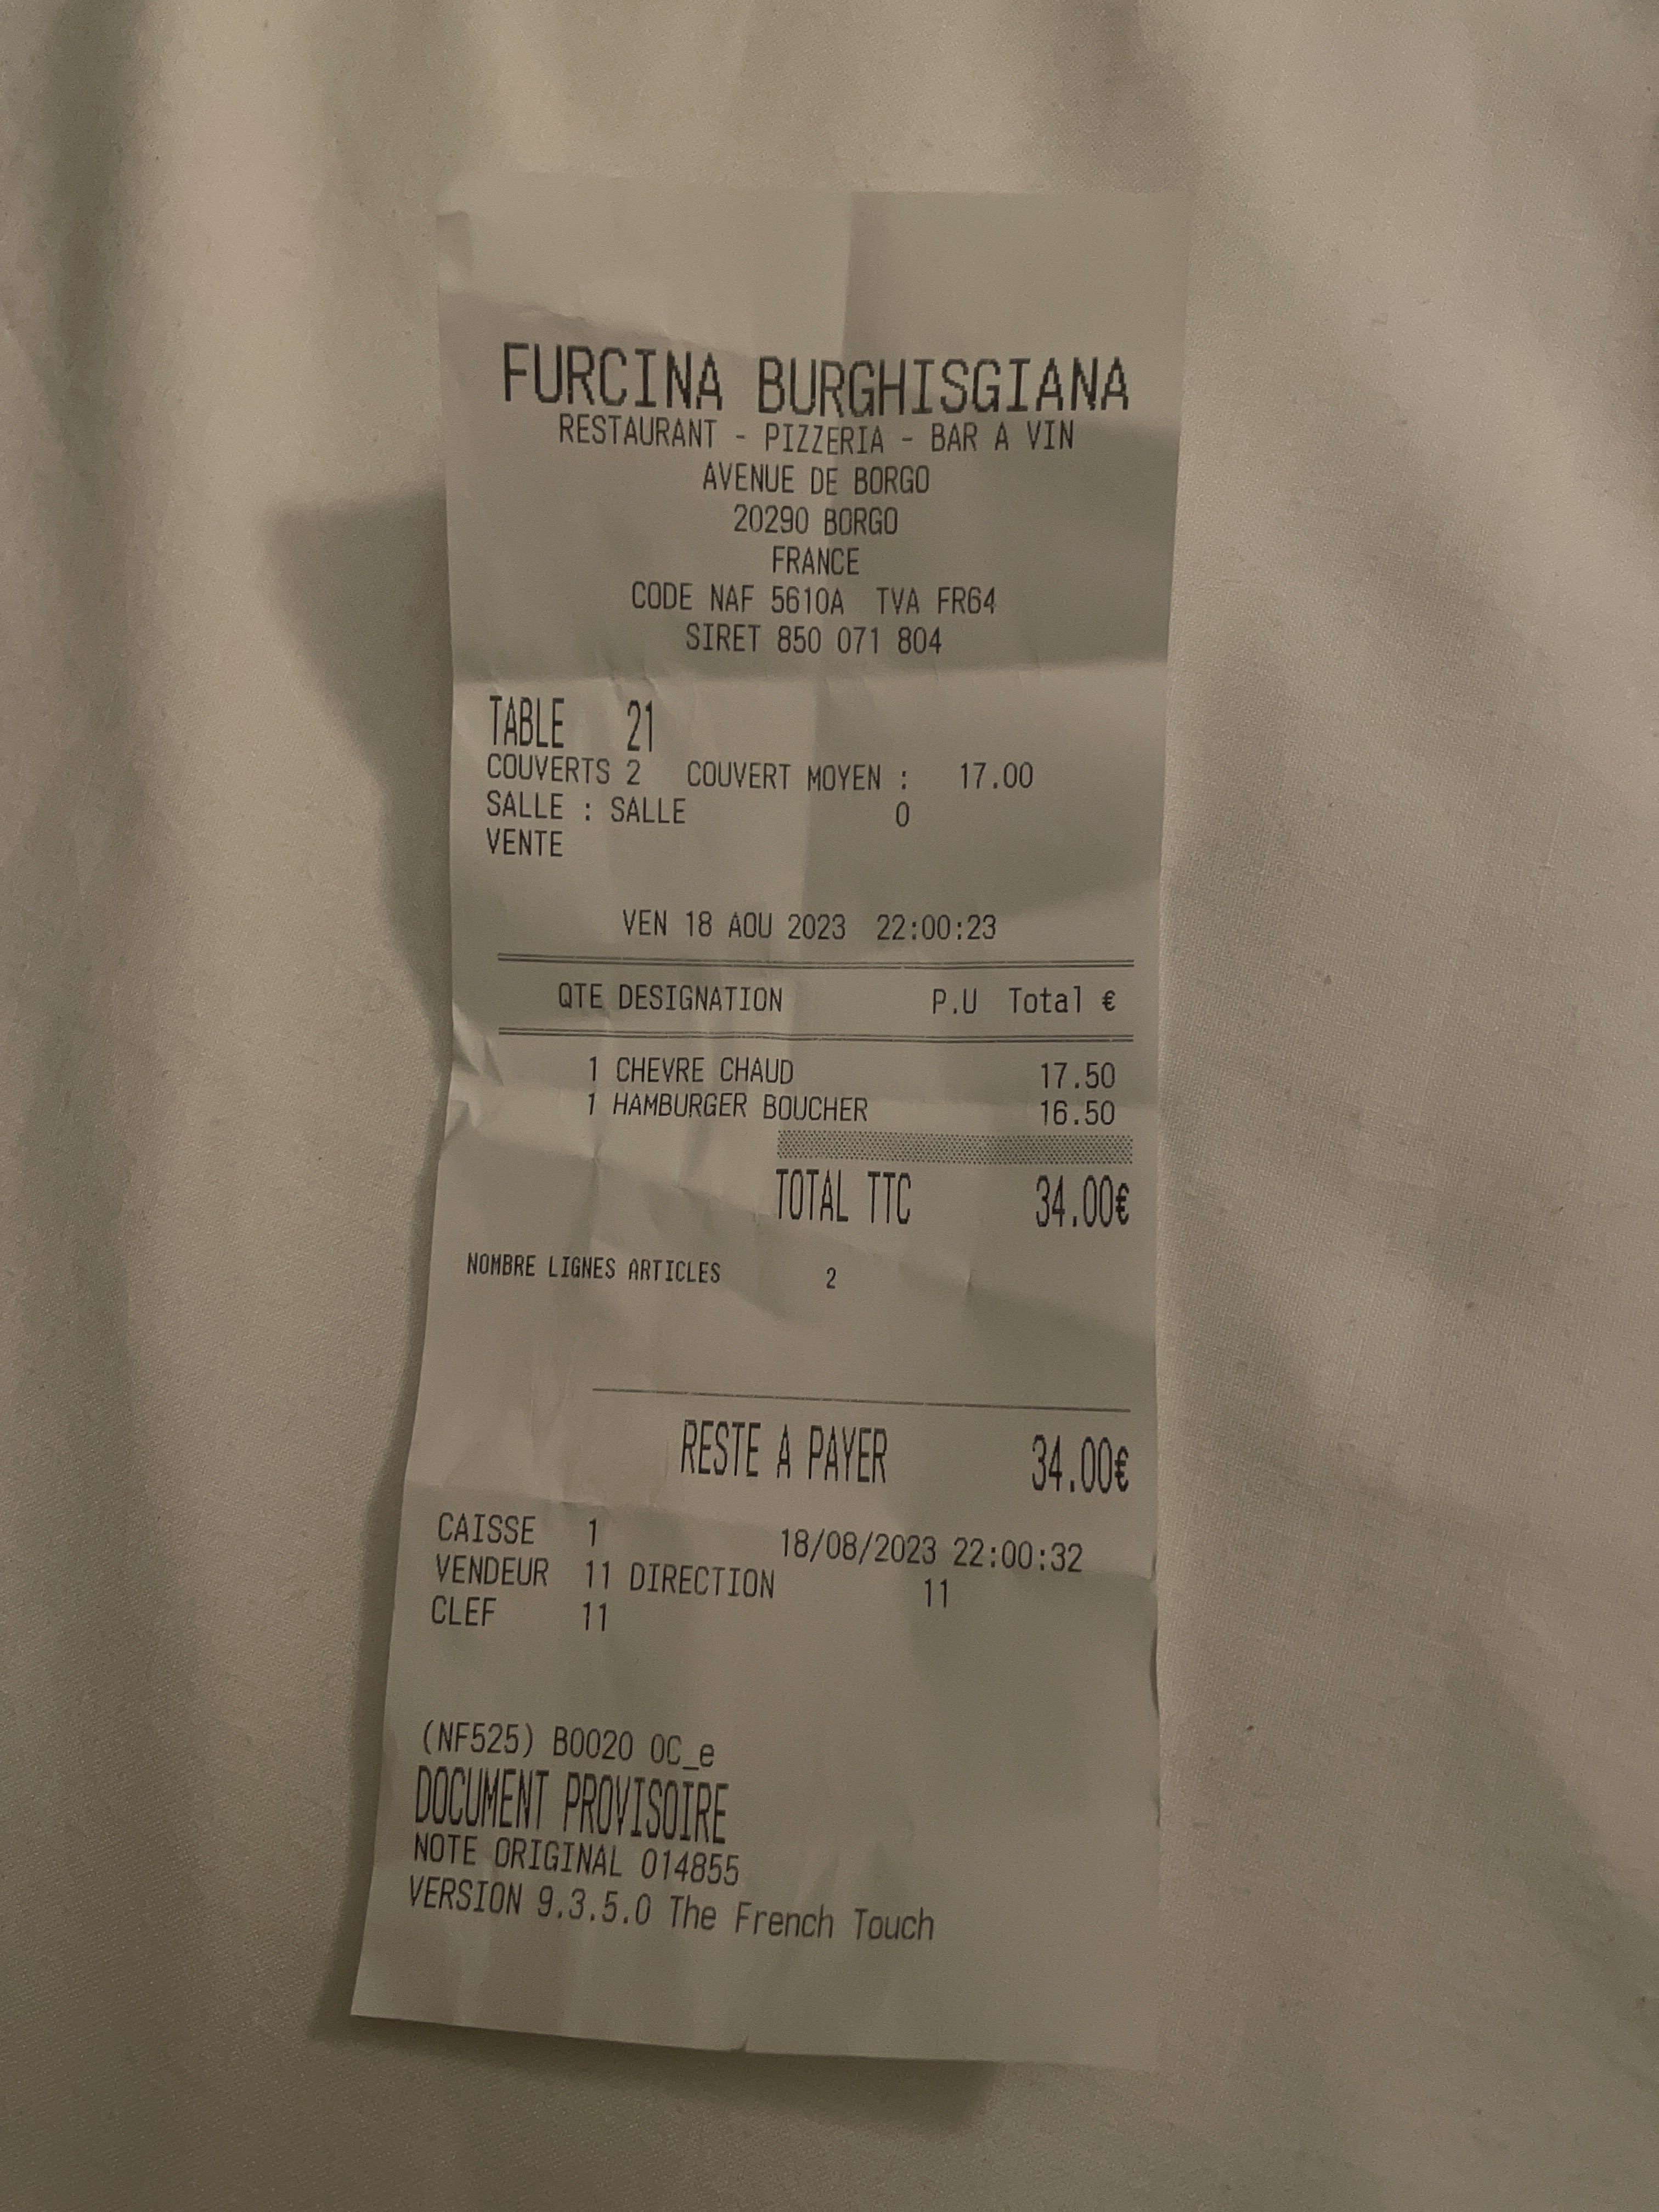 FURCINA BURGHISGIANA
RESTAURANT - PIZZERIA - BAR A VIN
AVENUE DE BORGO
20290 BORGO
FRANCE
CODE NAF 5610A TVA FR64
SIRET 850 071 804
TABLE 21
COUVERTS 2 COUVERT MOYEN : 17.00
SALLE : SALLE 0
VENTE
VEN 18 AOU 2023 22:00:23
QTE DESIGNATION P.U Total €
1 CHEVRE CHAUD 17.50
1 HAMBURGER BOUCHER 16.50
TOTAL TTC 34.00€
NOMBRE LIGNES ARTICLES 2
RESTE A PAYER 34.00€
CAISSE 1 18/08/2023 22:00:32
VENDEUR 11 DIRECTION 11
CLEF 11
(NF525) B0020 OC_e
DOCUMENT PROVISOIRE
NOTE ORIGINAL 014855
VERSION 9.3.5.0 The French Touch